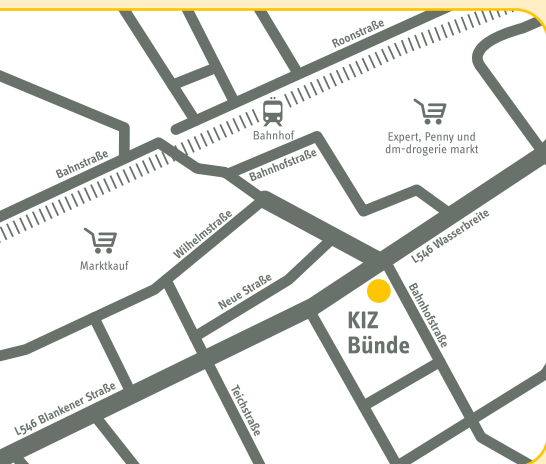 Roonstraße
Bahnhof
Expert, Penny und
dm-drogerie markt
Bahnstraße
Bahnhofstraße
Wilhelmstraße
L546 Wasserbreite
Marktkauf
Neue Straße
Bahnhofstraße
KIZ
Bünde
L546 Blankener Straße
Teichstraße